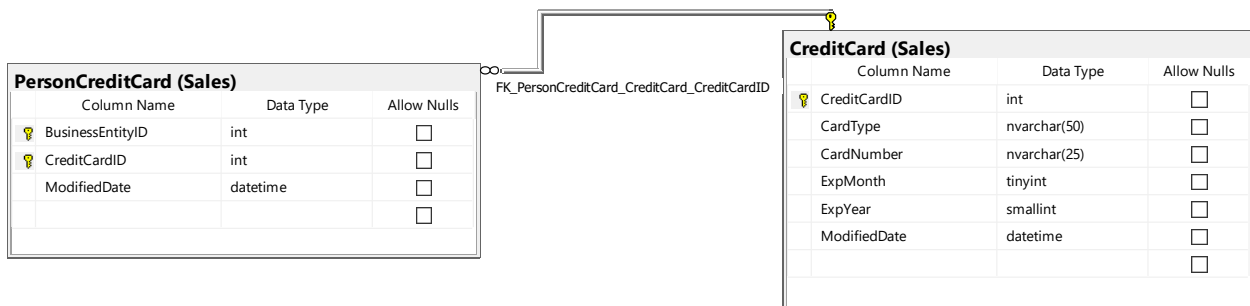 PersonCreditCard (Sales)
Column Name Data Type Allow Nulls
BusinessEntityID int
CreditCardID int
ModifiedDate datetime
FK_PersonCreditCard_CreditCard_CreditCardID
CreditCard (Sales)
Column Name Data Type Allow Nulls
CreditCardID int
CardType nvarchar(50)
CardNumber nvarchar(25)
ExpMonth tinyint
ExpYear smallint
ModifiedDate datetime